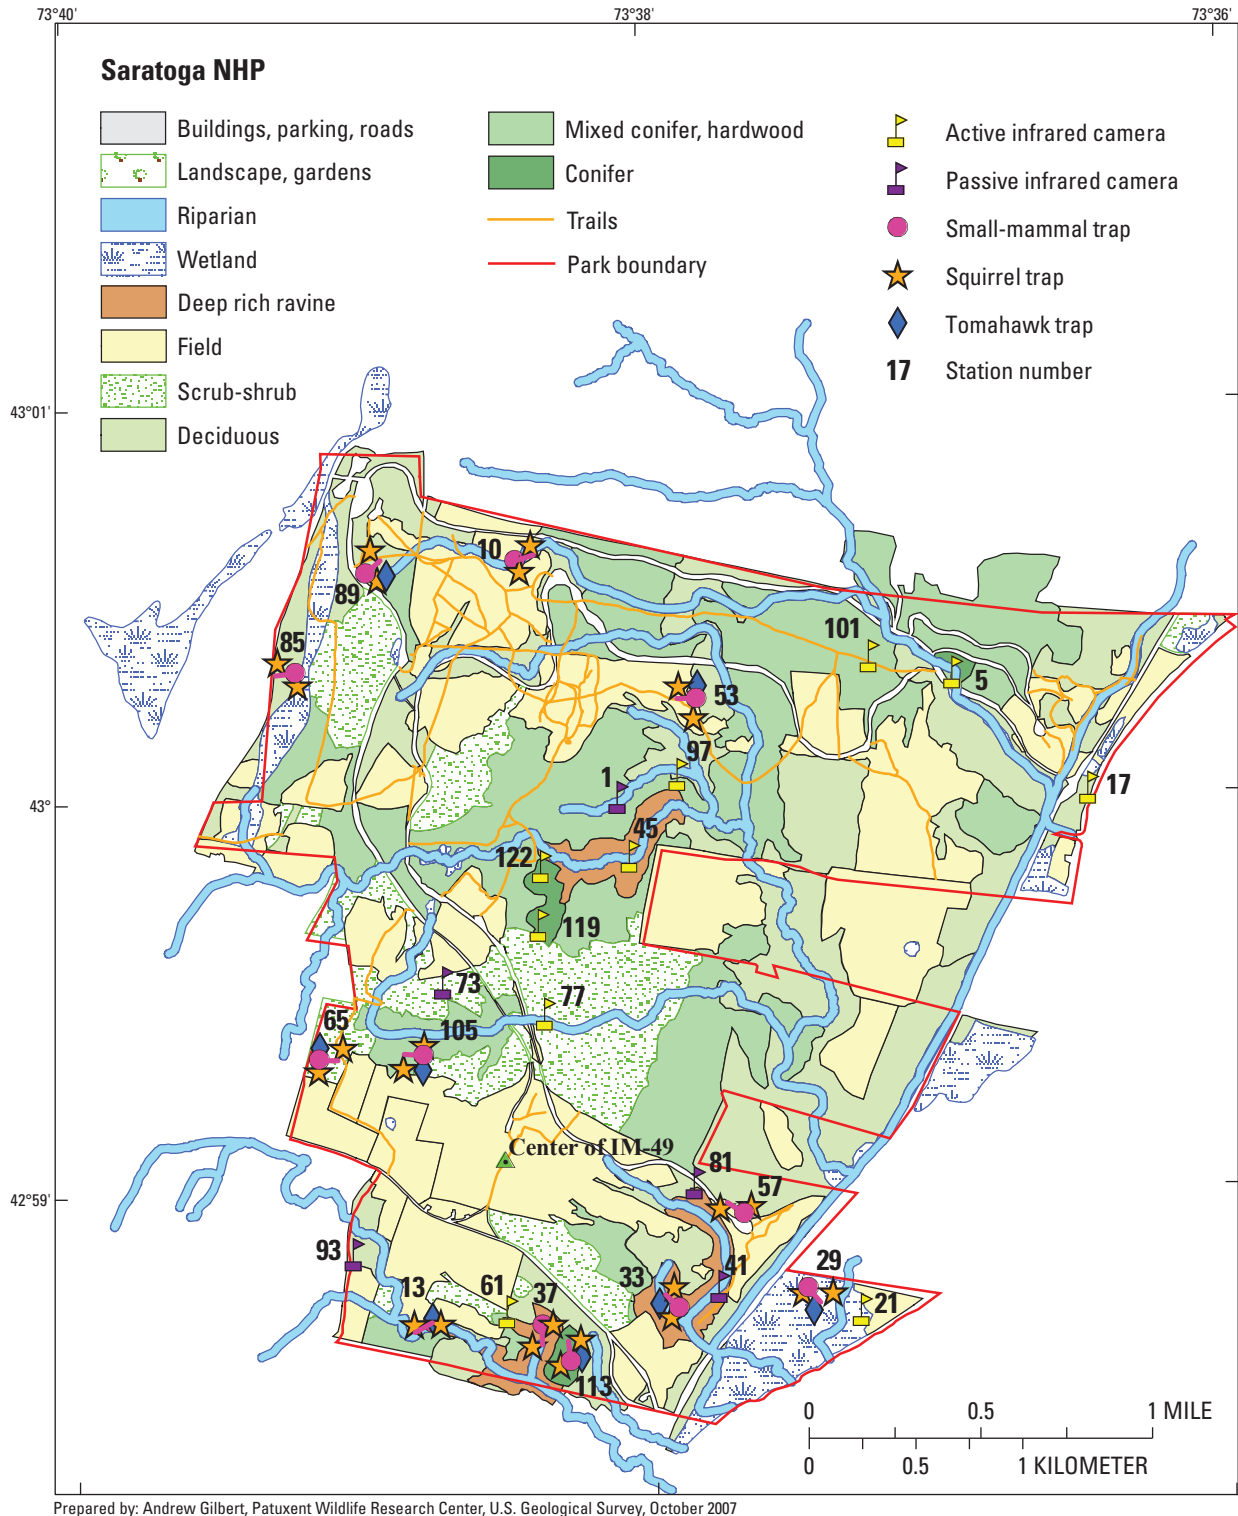 73°40' 73°38' 73°36'
Saratoga NHP
Buildings, parking, roads
Landscape, gardens
Riparian
Wetland
Deep rich ravine
Field
Scrub-shrub
Deciduous
Mixed conifer, hardwood
Conifer
Trails
Park boundary
Active infrared camera
Passive infrared camera
Small-mammal trap
Squirrel trap
Tomahawk trap
17 Station number
43°01'
10
89
101
85
5
53
97
1
17
43°
45
122
119
73
77
65
105
Center of IM-49
81
57
42°59'
93
33
41
29
13
61
37
21
113
0 0.5 1 MILE
0 0.5 1 KILOMETER
Prepared by: Andrew Gilbert, Patuxent Wildlife Research Center, U.S. Geological Survey, October 2007